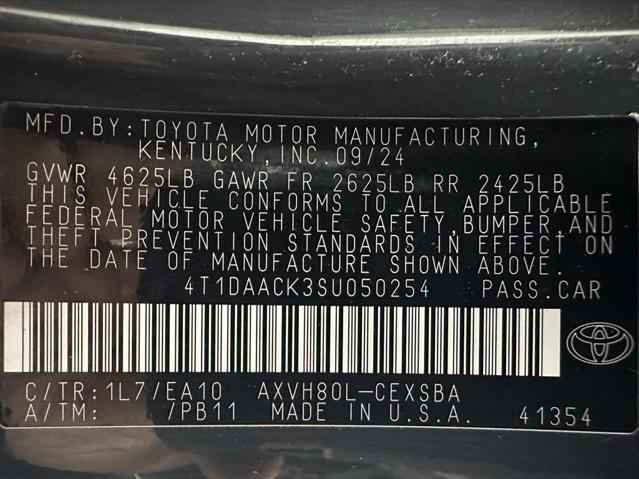 MFD.BY:TOYOTA MOTOR MANUFACTURING,
KENTUCKY,INC.09/24
GVWR 4625LB GAWR FR 2625LB RR 2425LB
THIS VEHICLE CONFORMS TO ALL APPLICABLE
FEDERAL MOTOR VEHICLE SAFETY,BUMPER,AND
THEFT PREVENTION STANDARDS IN EFFECT ON
THE DATE OF MANUFACTURE SHOWN ABOVE.
4T1DAACK3SU050254 PASS.CAR
C/TR:1L7/EA10 AXVH80L-CEXSBA
A/TM: /PB11 MADE IN U.S.A. 41354